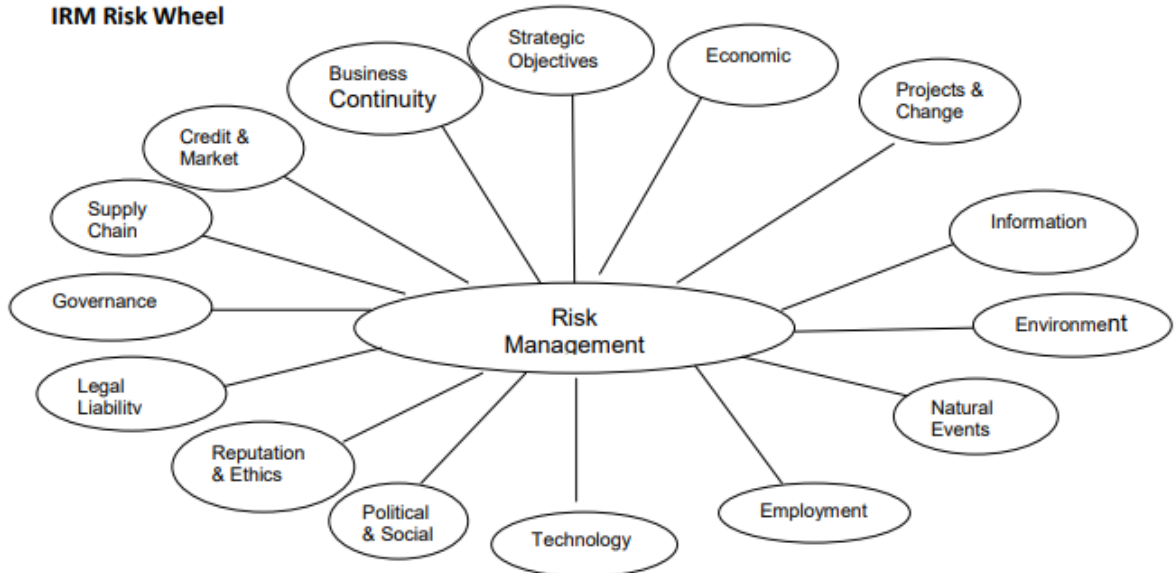 IRM Risk Wheel
Strategic
Objectives
Economic
Business
Continuity
Projects &
Change
Credit &
Market
Supply
Chain
Information
Governance
Risk
Management
Environment
Legal
Liability
Natural
Events
Reputation
& Ethics
Political
& Social
Technology
Employment